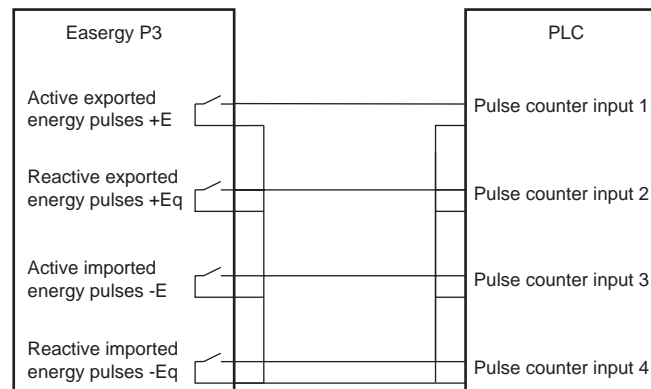 Easergy P3
PLC
Active exported
energy pulses +E
Pulse counter input 1
Reactive exported
energy pulses +Eq
Pulse counter input 2
Active imported
energy pulses -E
Pulse counter input 3
Reactive imported
energy pulses -Eq
Pulse counter input 4